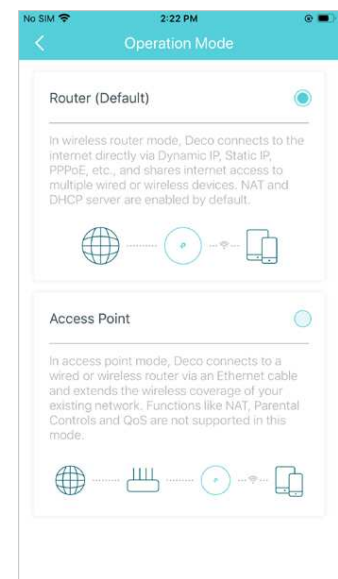 No SIM 2:22 PM
Operation Mode
Router (Default)
In wireless router mode, Deco connects to the
internet directly via Dynamic IP, Static IP,
PPPoE, etc., and shares internet access to
multiple wired or wireless devices. NAT and
DHCP server are enabled by default.
Access Point
In access point mode, Deco connects to a
wired or wireless router via an Ethernet cable
and extends the wireless coverage of your
existing network. Functions like NAT, Parental
Controls and QoS are not supported in this
mode.